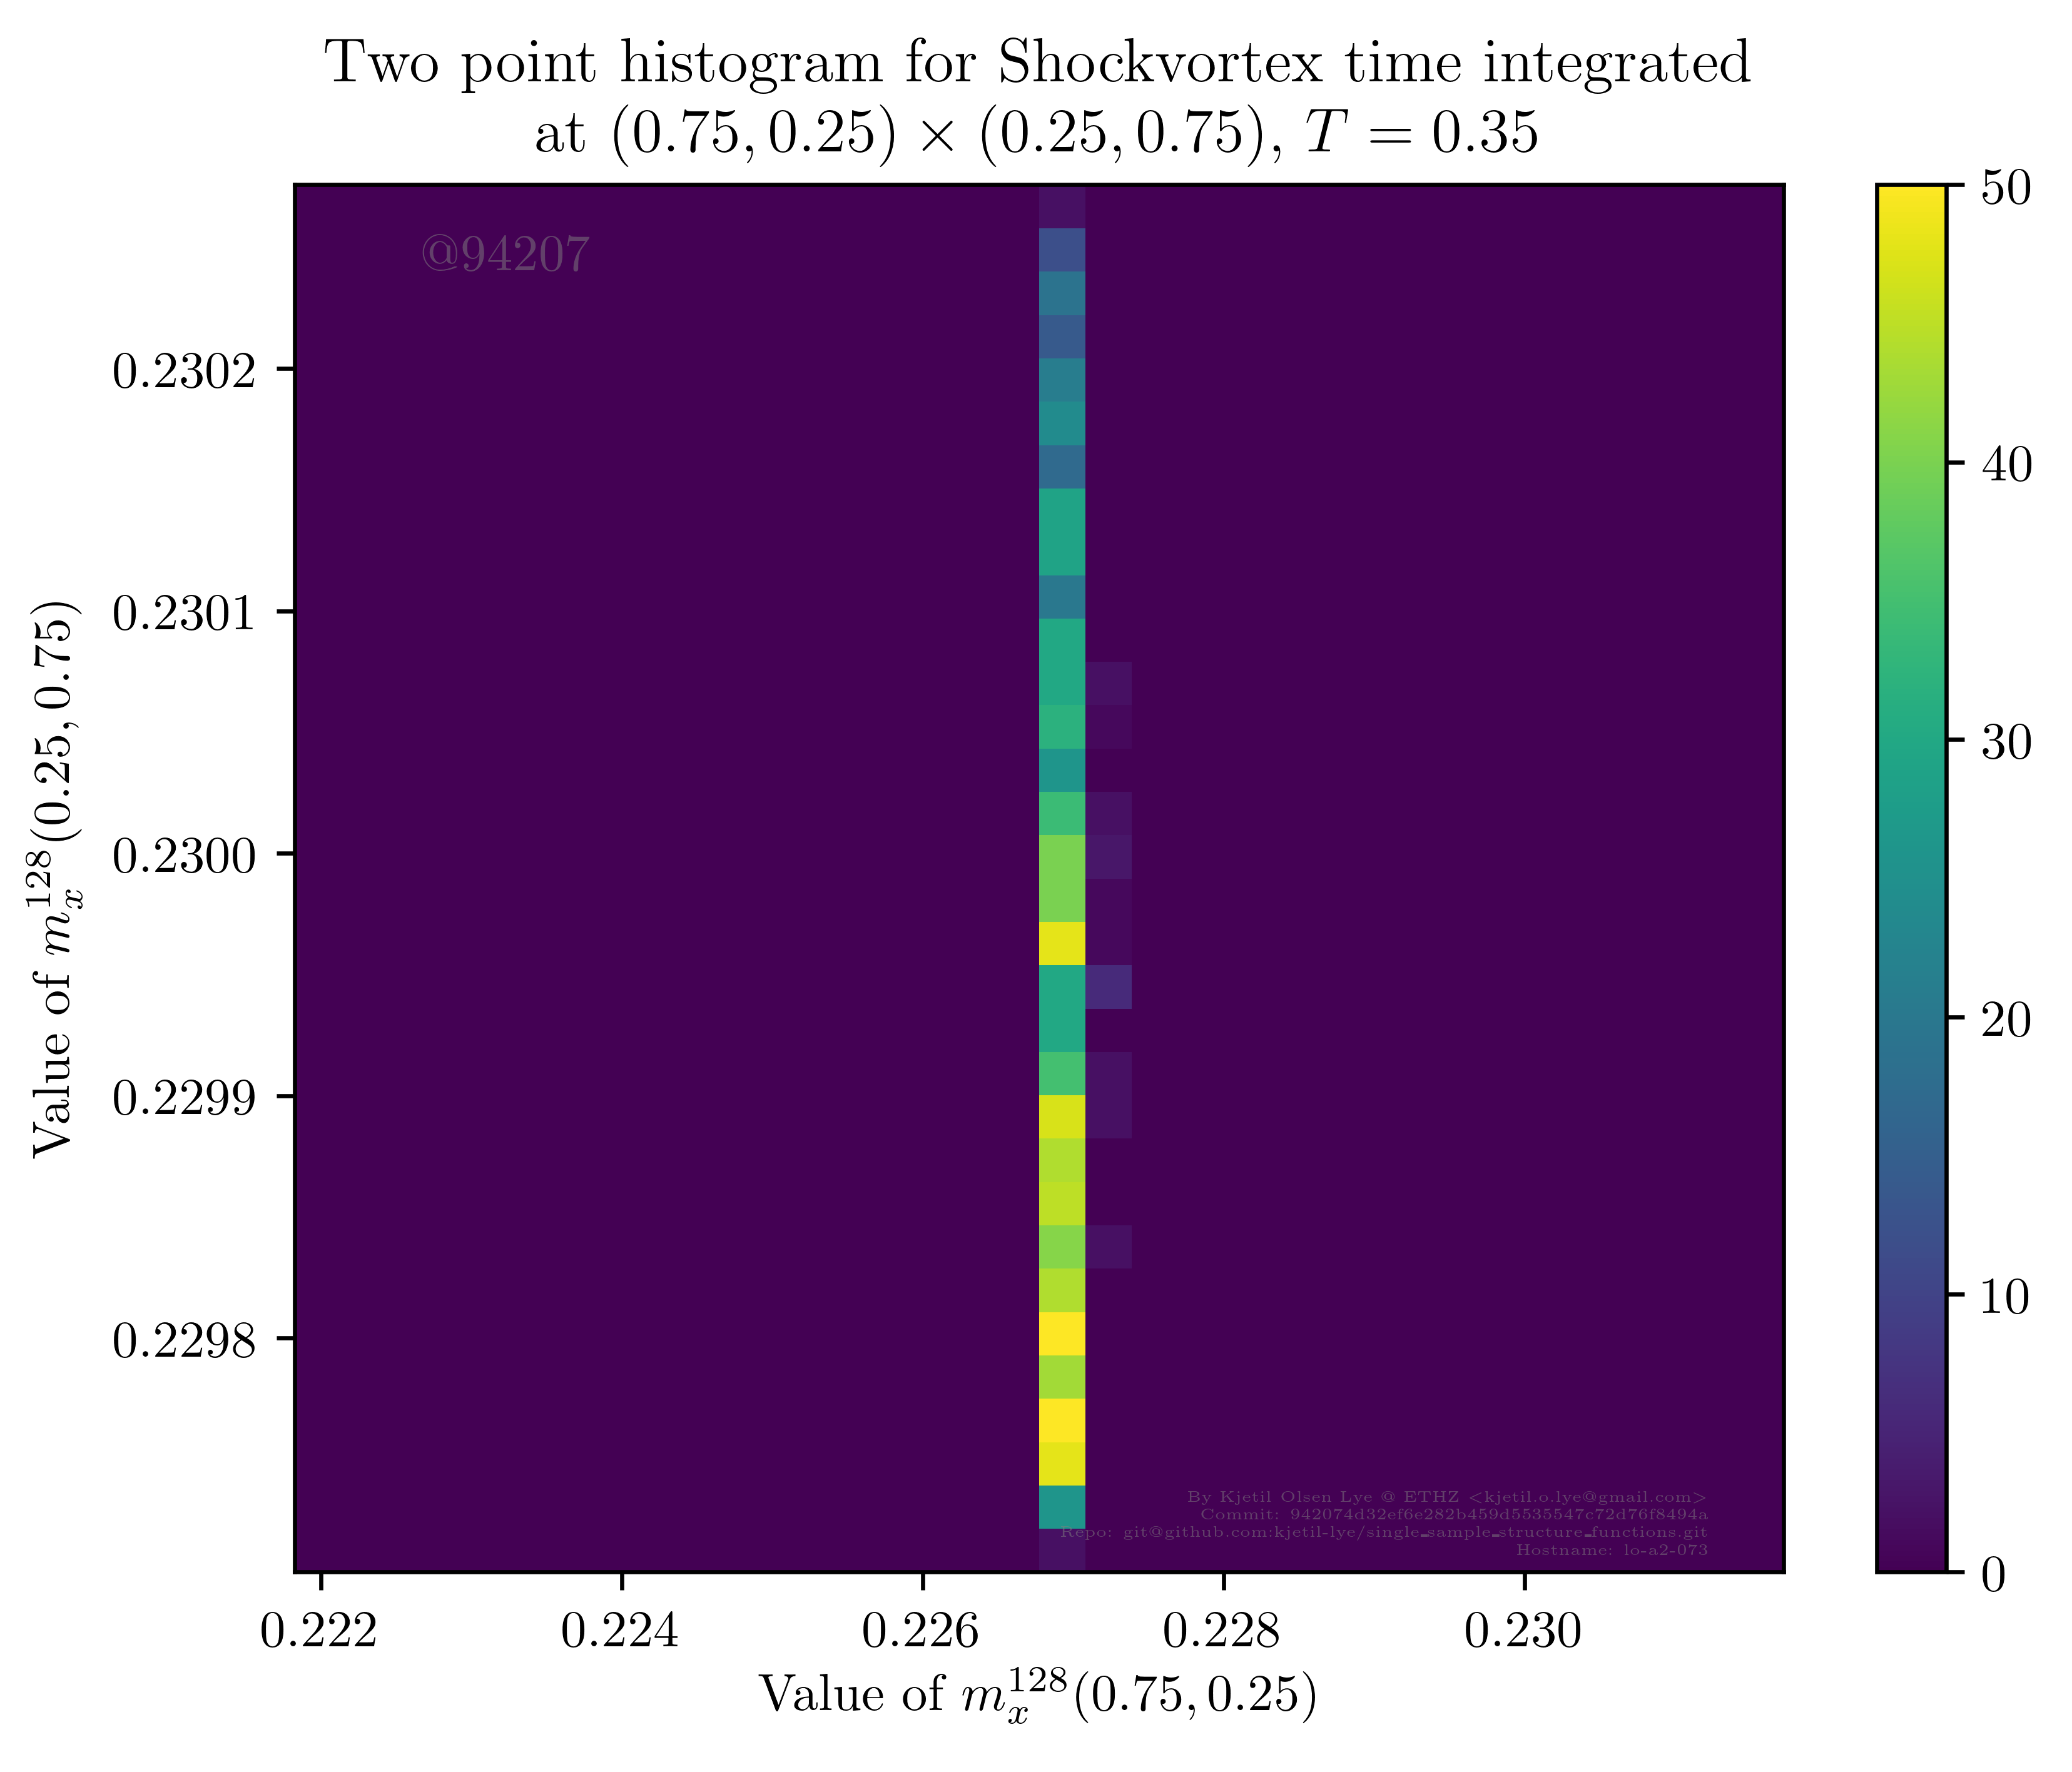 Two point histogram for Shockvortex time integrated
at (0.75, 0.25) × (0.25, 0.75), T = 0.35
@94207
50
40
30
20
10
0
0.2302
0.2301
0.2300
0.2299
0.2298
Value of m_x^128(0.25, 0.75)
By Kjetil Olsen Lye @ ETHZ <kjetil.o.lye@gmail.com>
Commit: 942074d32ef6e282b459d5535547c72d76f8494a
Repo: git@github.com:kjetil-lye/single_sample_structure_functions.git
Hostname: lo-a2-073
0.222 0.224 0.226 0.228 0.230
Value of m_x^128(0.75, 0.25)